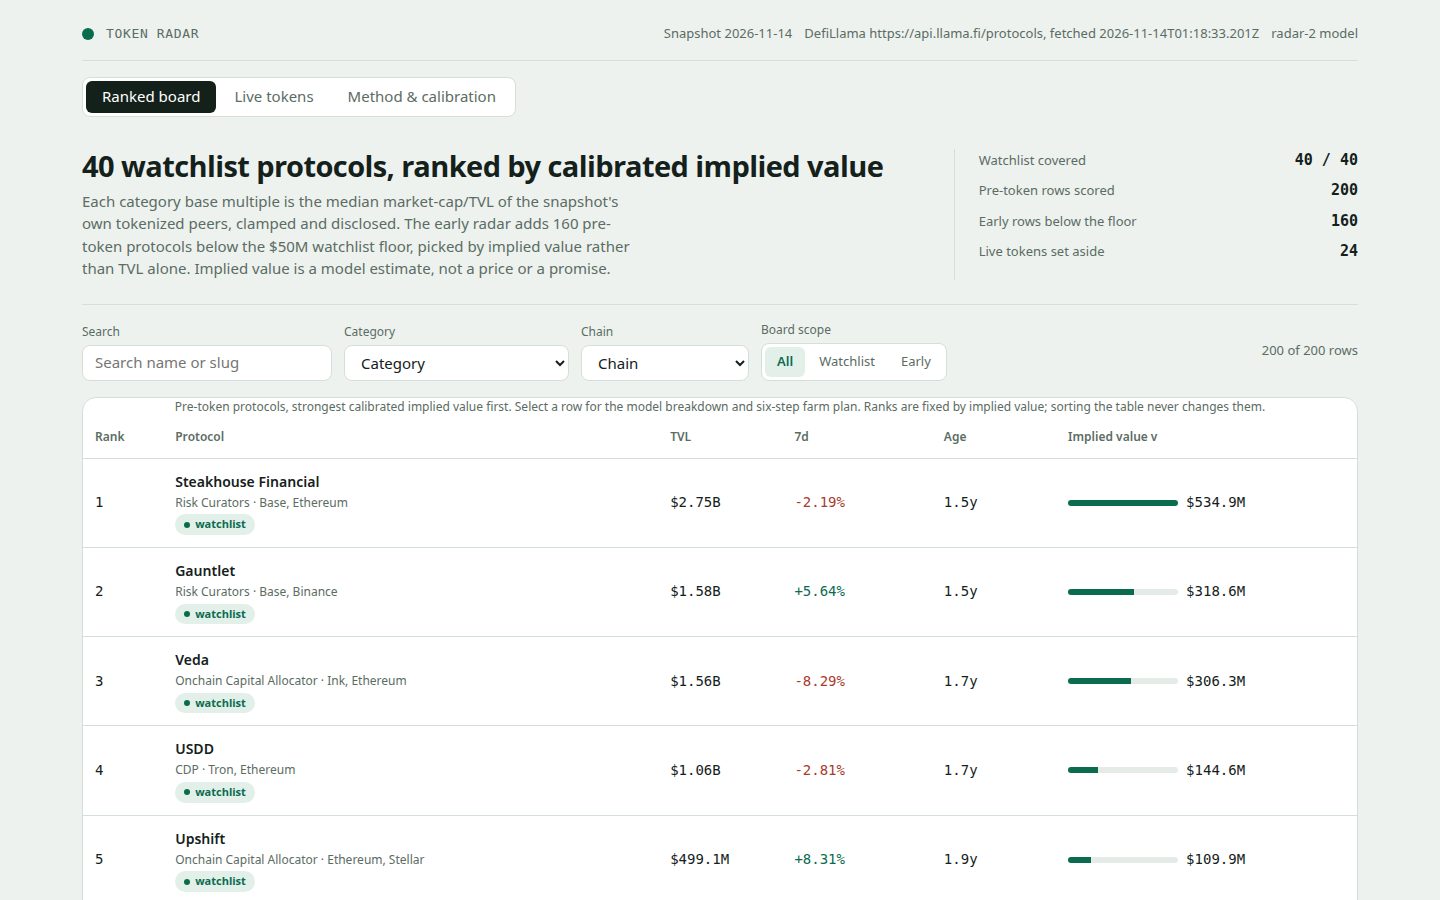 TOKEN RADAR
Snapshot 2026-11-14 DefiLlama https://api.llama.fi/protocols, fetched 2026-11-14T01:18:33.201Z radar-2 model
Ranked board Live tokens Method & calibration
40 watchlist protocols, ranked by calibrated implied value
Each category base multiple is the median market-cap/TVL of the snapshot's
own tokenized peers, clamped and disclosed. The early radar adds 160 pre-
token protocols below the $50M watchlist floor, picked by implied value rather
than TVL alone. Implied value is a model estimate, not a price or a promise.
Watchlist covered 40 / 40
Pre-token rows scored 200
Early rows below the floor 160
Live tokens set aside 24
Search Category Chain Board scope
Search name or slug Category Chain All Watchlist Early
200 of 200 rows
Pre-token protocols, strongest calibrated implied value first. Select a row for the model breakdown and six-step farm plan. Ranks are fixed by implied value; sorting the table never changes them.
Rank Protocol TVL 7d Age Implied value v
Steakhouse Financial
Risk Curators · Base, Ethereum
watchlist
1 $2.75B -2.19% 1.5y $534.9M
Gauntlet
Risk Curators · Base, Binance
watchlist
2 $1.58B +5.64% 1.5y $318.6M
Veda
Onchain Capital Allocator · Ink, Ethereum
watchlist
3 $1.56B -8.29% 1.7y $306.3M
USDD
CDP · Tron, Ethereum
watchlist
4 $1.06B -2.81% 1.7y $144.6M
Upshift
Onchain Capital Allocator · Ethereum, Stellar
watchlist
5 $499.1M +8.31% 1.9y $109.9M